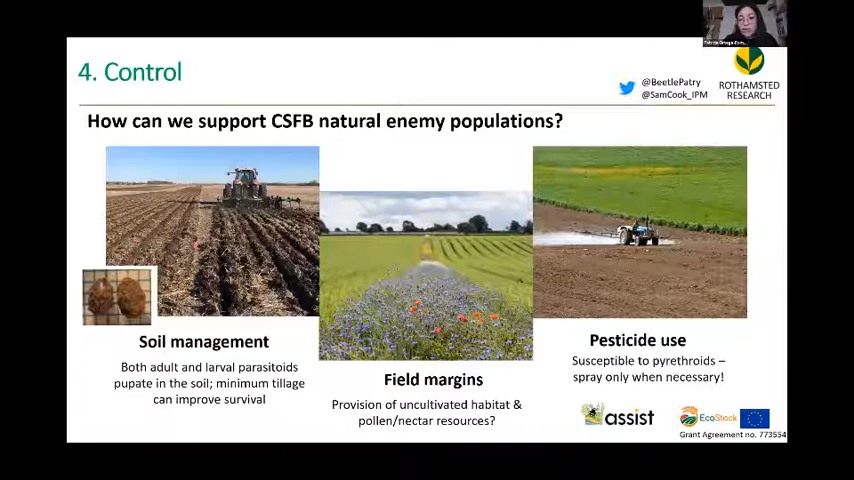 4. Control
@BeetlePatry
@SamCook_IPM
ROTHAMSTED
RESEARCH
How can we support CSFB natural enemy populations?
Soil management
Both adult and larval parasitoids
pupate in the soil; minimum tillage
can improve survival
Field margins
Provision of uncultivated habitat &
pollen/nectar resources?
Pesticide use
Susceptible to pyrethroids –
spray only when necessary!
assist
EcoStack
Grant Agreement no. 773554